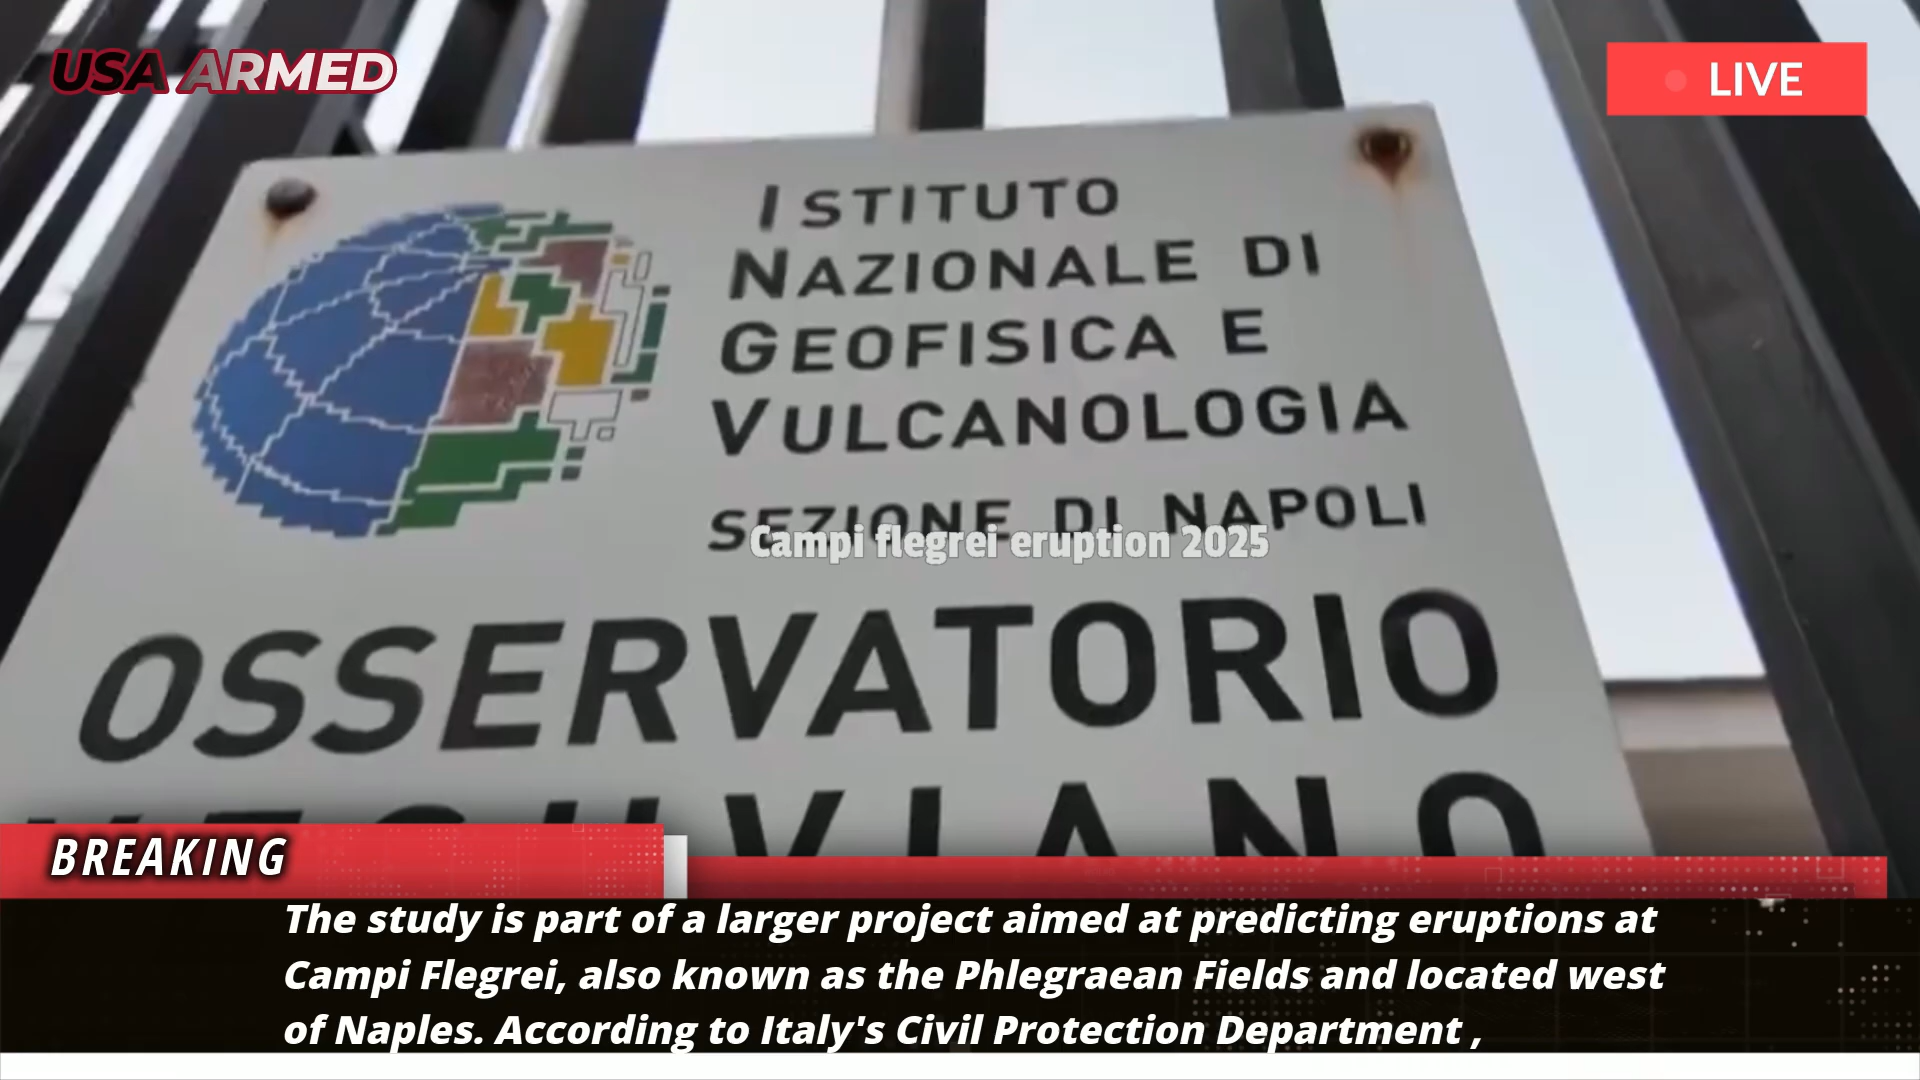 USA ARMED
LIVE
ISTITUTO
NAZIONALE DI
GEOFISICA E
VULCANOLOGIA
SEZIONE DI NAPOLI
Campi flegrei eruption 2025
OSSERVATORIO
VESUVIANO
BREAKING
The study is part of a larger project aimed at predicting eruptions at
Campi Flegrei, also known as the Phlegraean Fields and located west
of Naples. According to Italy's Civil Protection Department ,